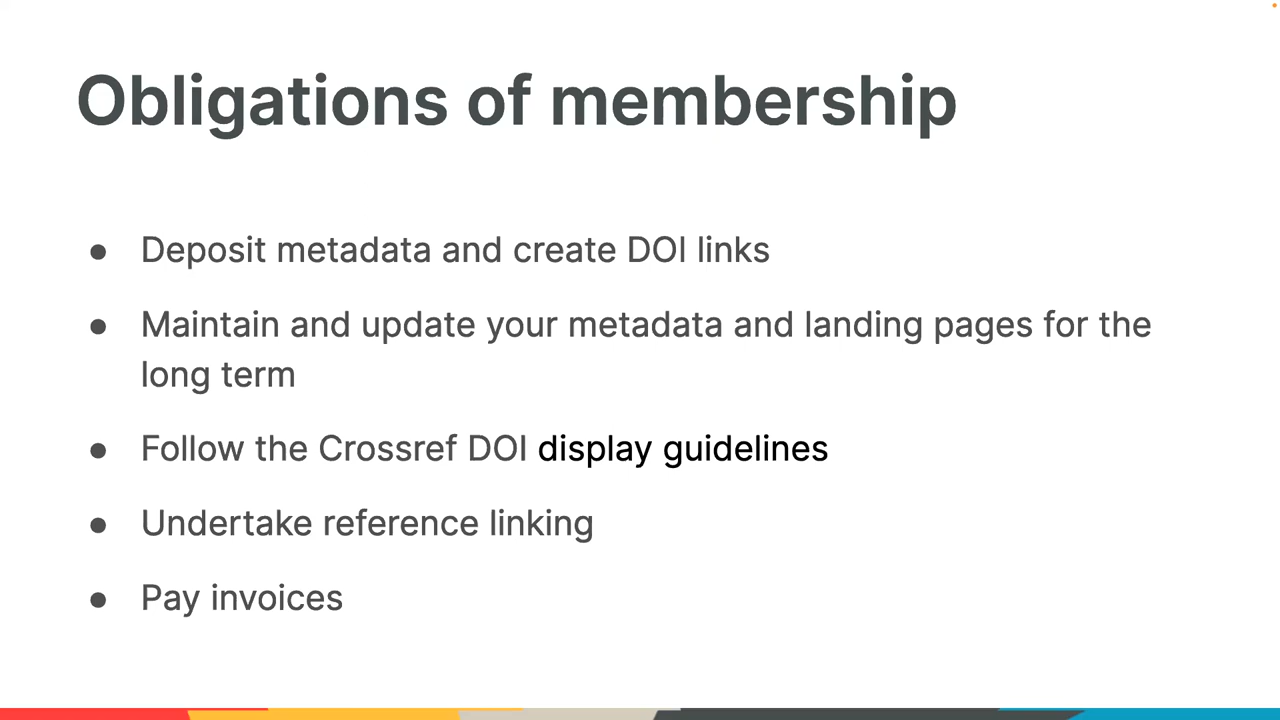 Obligations of membership
● Deposit metadata and create DOI links
● Maintain and update your metadata and landing pages for the
long term
● Follow the Crossref DOI display guidelines
● Undertake reference linking
● Pay invoices